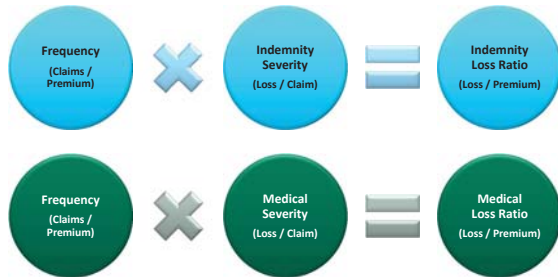 Frequency
(Claims /
Premium)
Indemnity
Severity
(Loss / Claim)
Indemnity
Loss Ratio
(Loss / Premium)
Frequency
(Claims /
Premium)
Medical
Severity
(Loss / Claim)
Medical
Loss Ratio
(Loss / Premium)